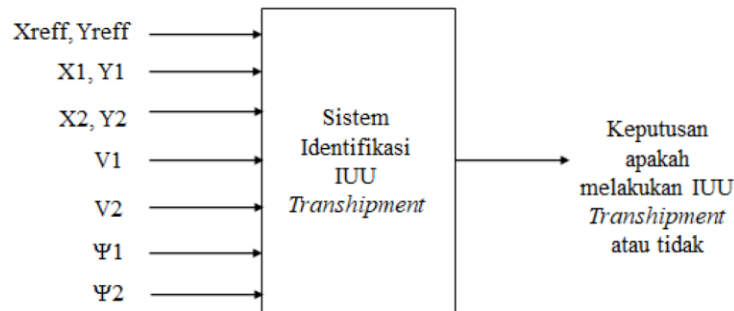 Xreff, Yreff
X1, Y1
X2, Y2
V1
V2
Ψ1
Ψ2
Sistem
Identifikasi
IUU
Transhipment
Keputusan
apakah
melakukan IUU
Transhipment
atau tidak